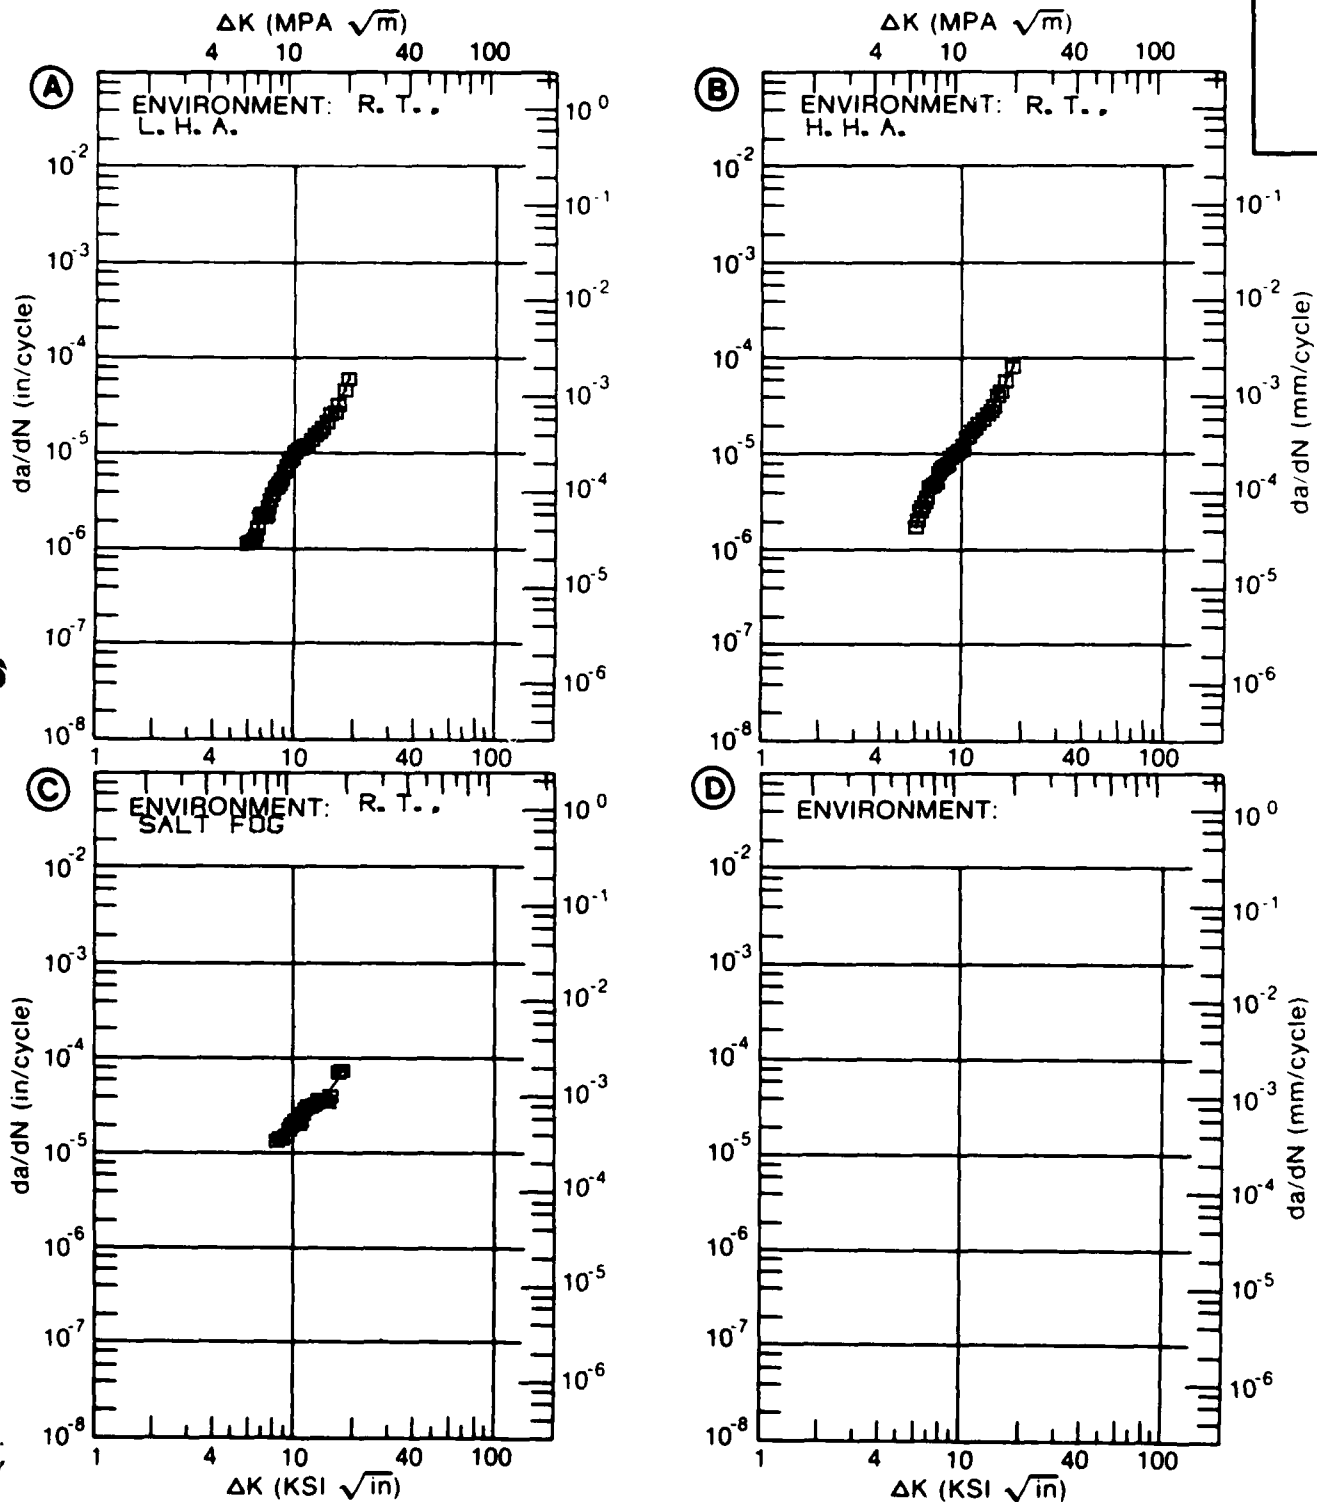 ΔK (MPA √m)
4 10 40 100
A
ENVIRONMENT: R. T.,
L. H. A.
10^-2
10^-3
10^-4
10^-5
10^-6
10^-7
10^-8
da/dN (in/cycle)
10^0
10^-1
10^-2
10^-3
10^-4
10^-5
10^-6
1 4 10 40 100
ΔK (MPA √m)
4 10 40 100
B
ENVIRONMENT: R. T.,
H. H. A.
10^-2
10^-3
10^-4
10^-5
10^-6
10^-7
10^-8
10^-1
10^-2
10^-3
10^-4
10^-5
10^-6
da/dN (mm/cycle)
1 4 10 40 100
C
ENVIRONMENT: R. T.,
SALT FOG
10^-2
10^-3
10^-4
10^-5
10^-6
10^-7
10^-8
da/dN (in/cycle)
10^0
10^-1
10^-2
10^-3
10^-4
10^-5
10^-6
1 4 10 40 100
ΔK (KSI √in)
D
ENVIRONMENT:
10^-2
10^-3
10^-4
10^-5
10^-6
10^-7
10^-8
10^0
10^-1
10^-2
10^-3
10^-4
10^-5
10^-6
da/dN (mm/cycle)
1 4 10 40 100
ΔK (KSI √in)